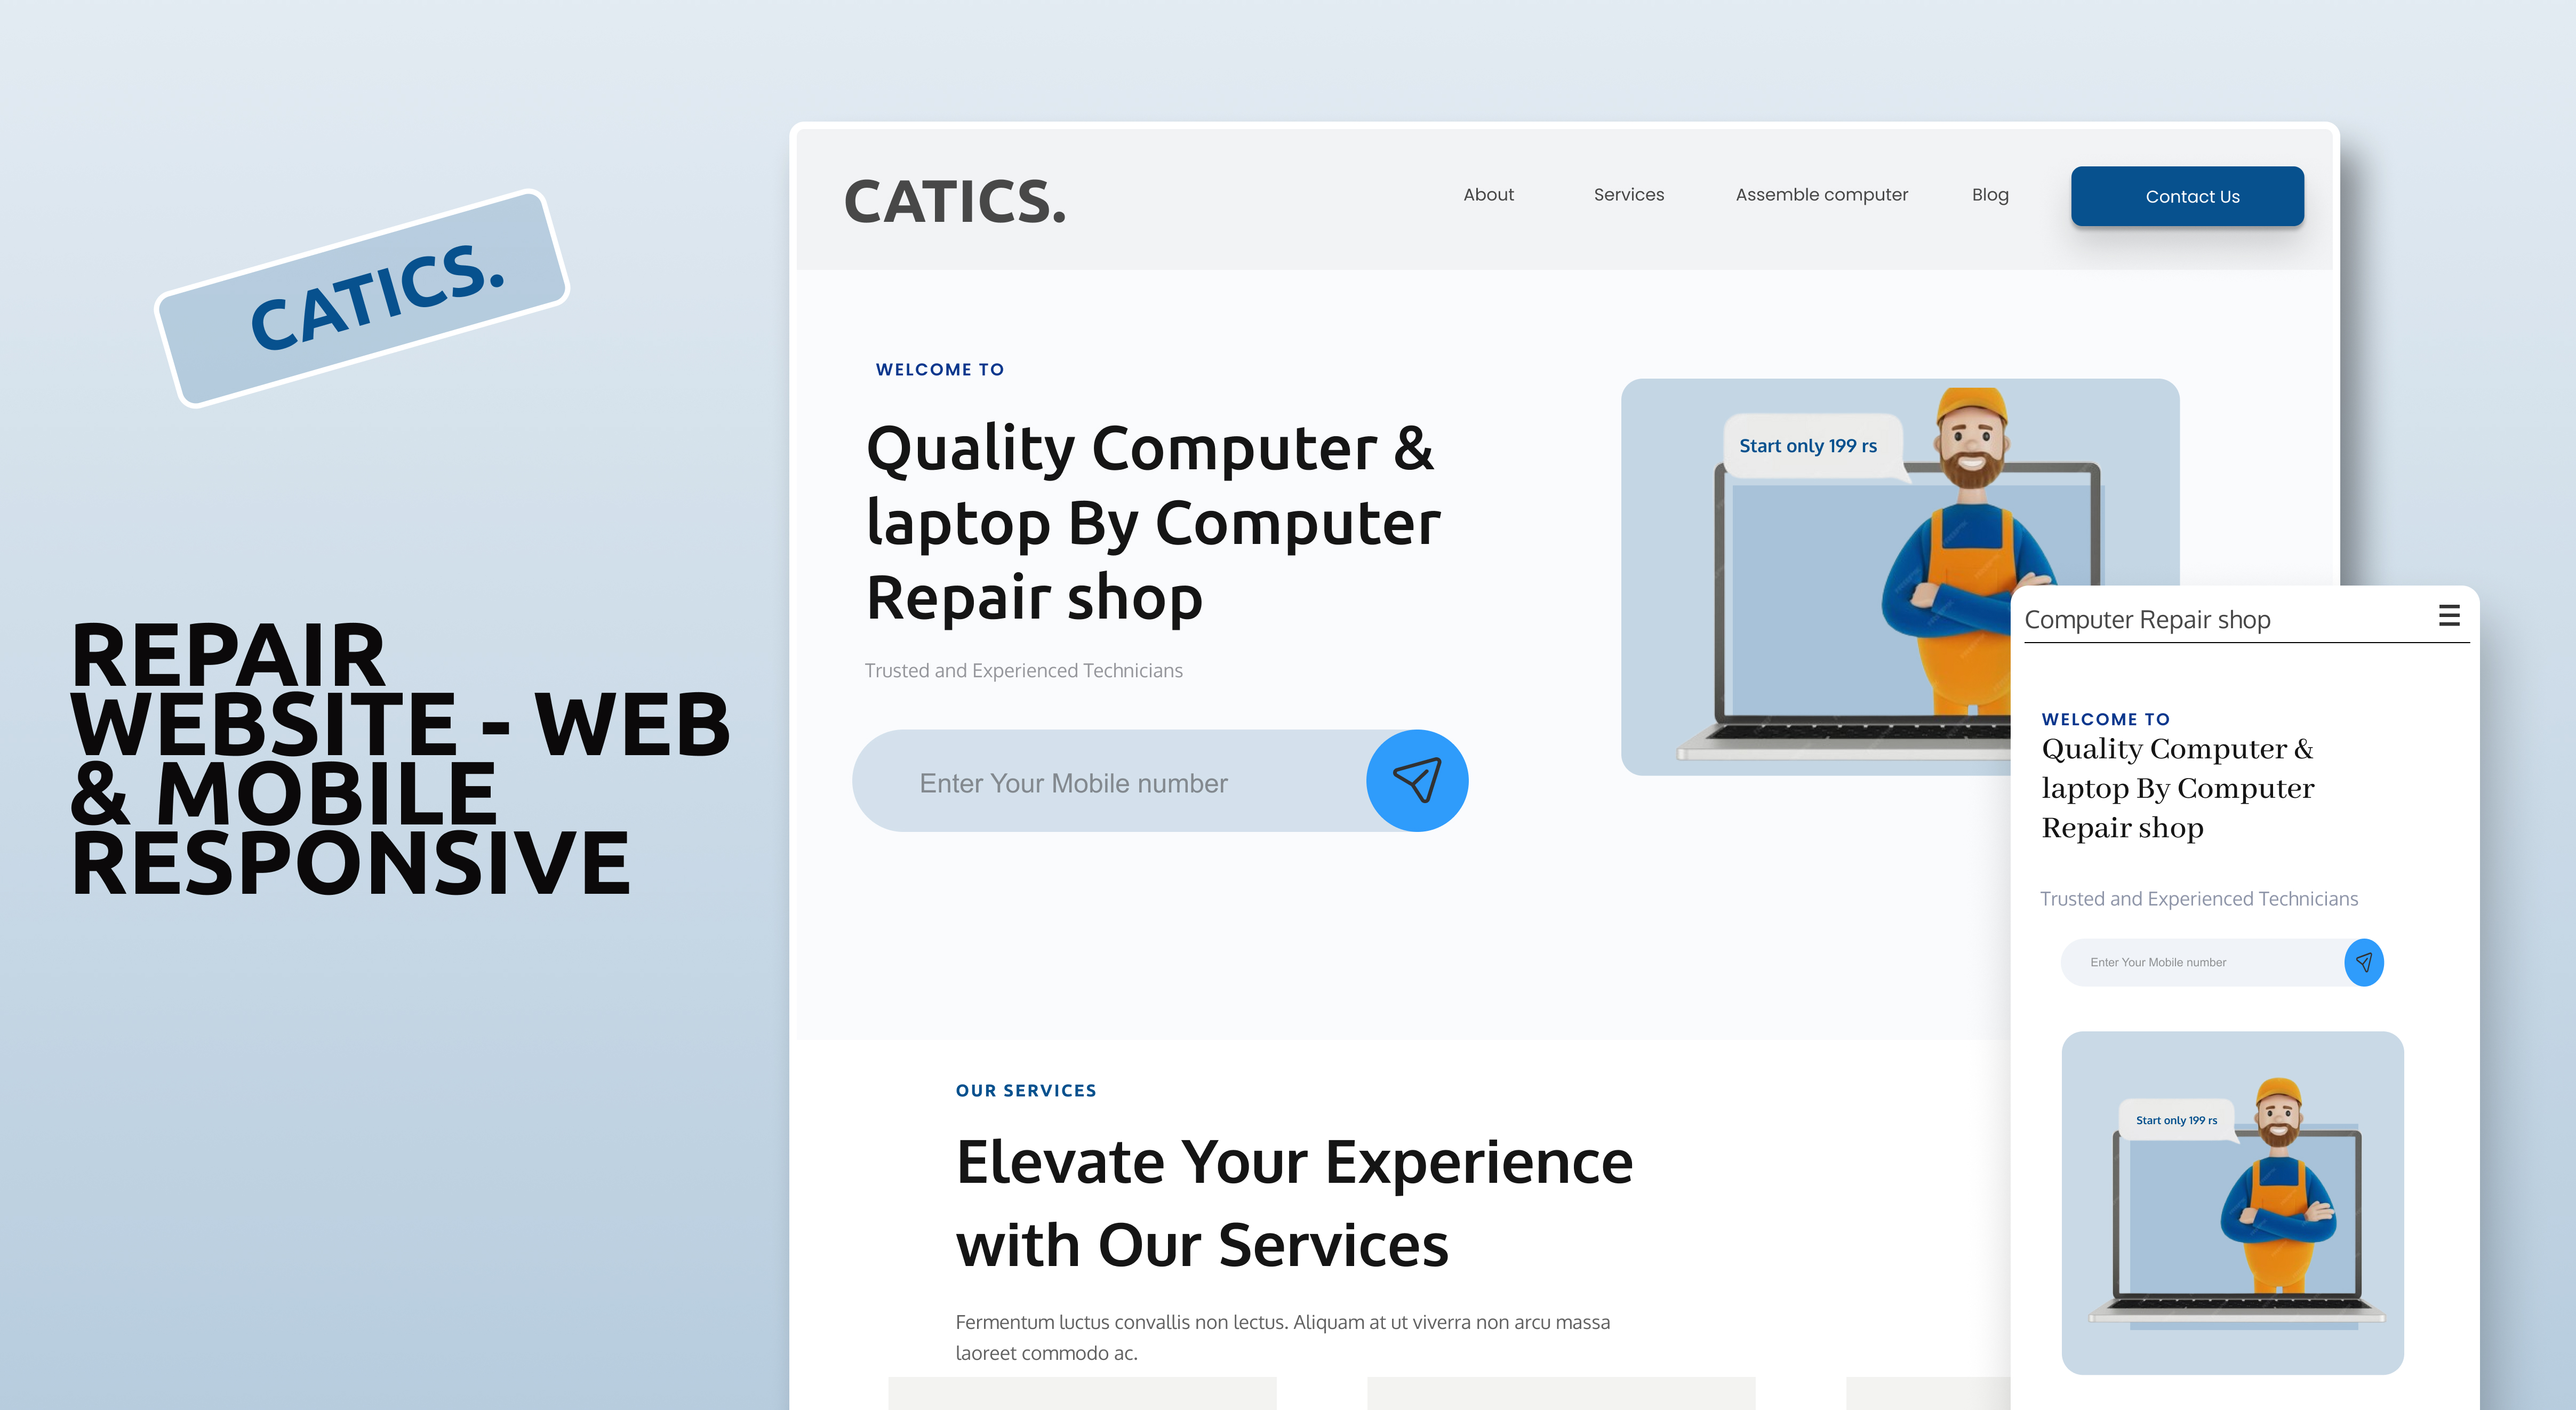 CATICS.
REPAIR
WEBSITE - WEB
& MOBILE
RESPONSIVE
CATICS.
About
Services
Assemble computer
Blog
Contact Us
WELCOME TO
Quality Computer &
laptop By Computer
Repair shop
Trusted and Experienced Technicians
Enter Your Mobile number
Start only 199 rs
OUR SERVICES
Elevate Your Experience
with Our Services
Fermentum luctus convallis non lectus. Aliquam at ut viverra non arcu massa
laoreet commodo ac.
Computer Repair shop
WELCOME TO
Quality Computer &
laptop By Computer
Repair shop
Trusted and Experienced Technicians
Enter Your Mobile number
Start only 199 rs